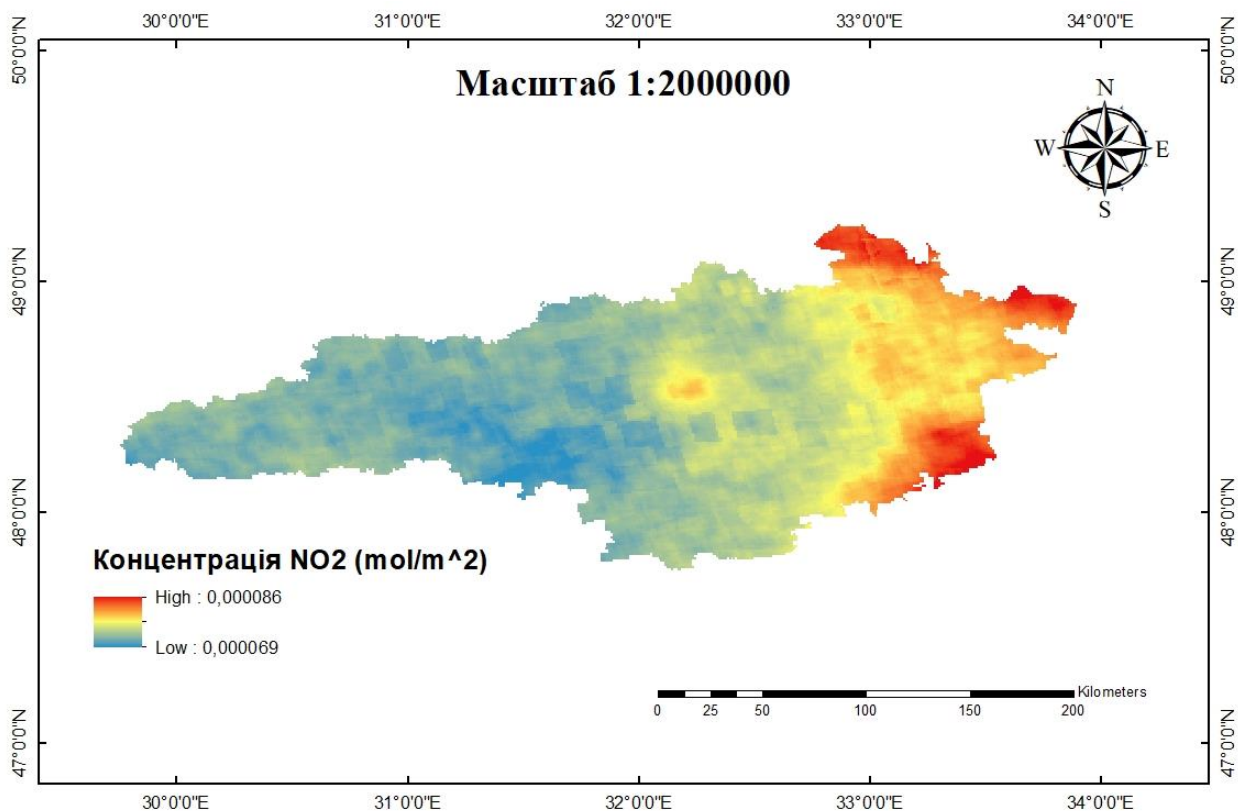 30°0'0"E 31°0'0"E 32°0'0"E 33°0'0"E 34°0'0"E
50°0'0"N 50°0'0"N
Масштаб 1:2000000
N
W E
S
49°0'0"N 49°0'0"N
48°0'0"N 48°0'0"N
Концентрація NO2 (mol/m^2)
High : 0,000086
Low : 0,000069
Kilometers
0 25 50 100 150 200
47°0'0"N 47°0'0"N
30°0'0"E 31°0'0"E 32°0'0"E 33°0'0"E 34°0'0"E